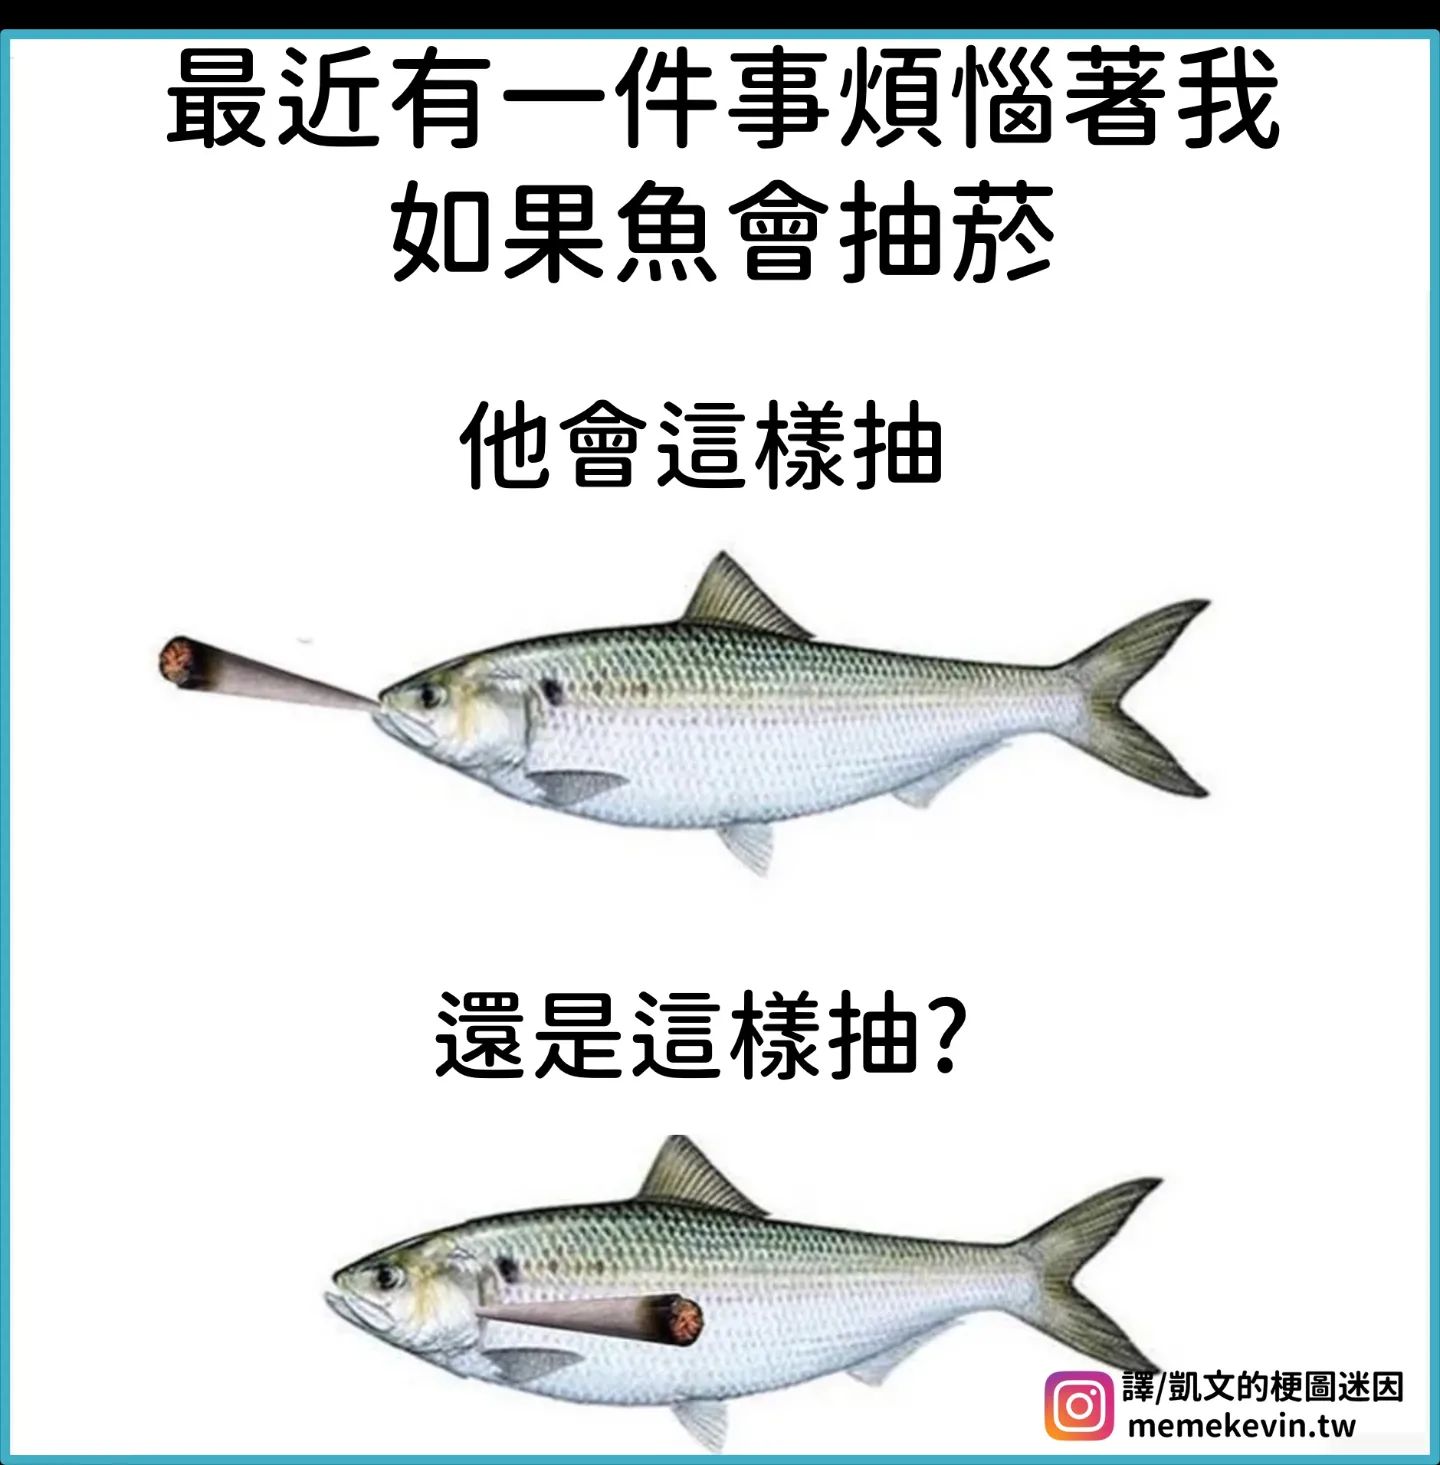 最近有一件事煩惱著我
如果魚會抽菸
他會這樣抽
還是這樣抽?
譯/凱文的梗圖迷因
memekevin.tw